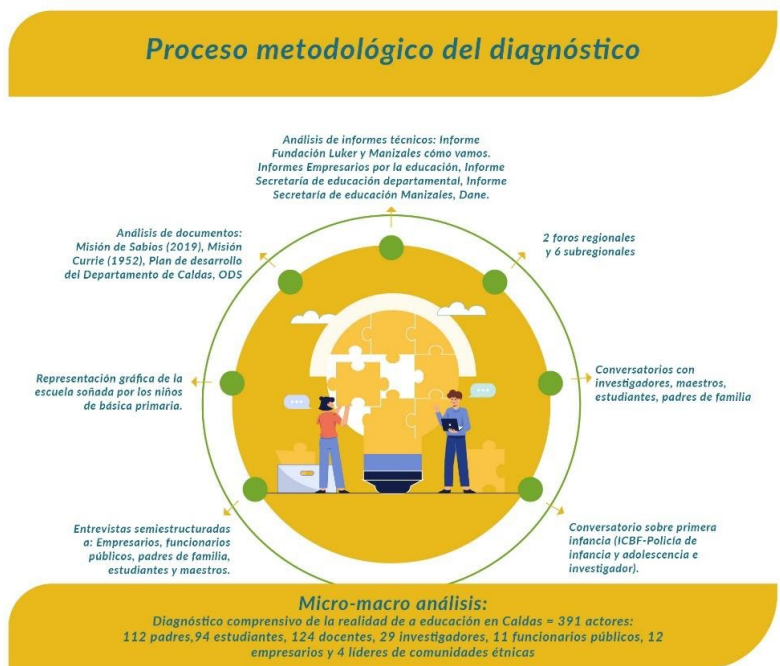 Proceso metodológico del diagnóstico
Análisis de informes técnicos: Informe
Fundación Luker y Manizales cómo vamos.
Informes Empresarios por la educación, Informe
Secretaría de educación departamental, Informe
Secretaría de educación Manizales, Dane.
Análisis de documentos:
Misión de Sabios (2019), Misión
Currie (1952), Plan de desarrollo
del Departamento de Caldas, ODS
2 foros regionales
y 6 subregionales
Representación gráfica de la
escuela soñada por los niños
de básica primaria.
Conversatorios con
investigadores, maestros,
estudiantes, padres de familia
Entrevistas semiestructuradas
a: Empresarios, funcionarios
públicos, padres de familia,
estudiantes y maestros.
Conversatorio sobre primera
infancia (ICBF-Policía de
infancia y adolescencia e
investigador).
Micro-macro análisis:
Diagnóstico comprensivo de la realidad de a educación en Caldas = 391 actores:
112 padres,94 estudiantes, 124 docentes, 29 investigadores, 11 funcionarios públicos, 12
empresarios y 4 líderes de comunidades étnicas